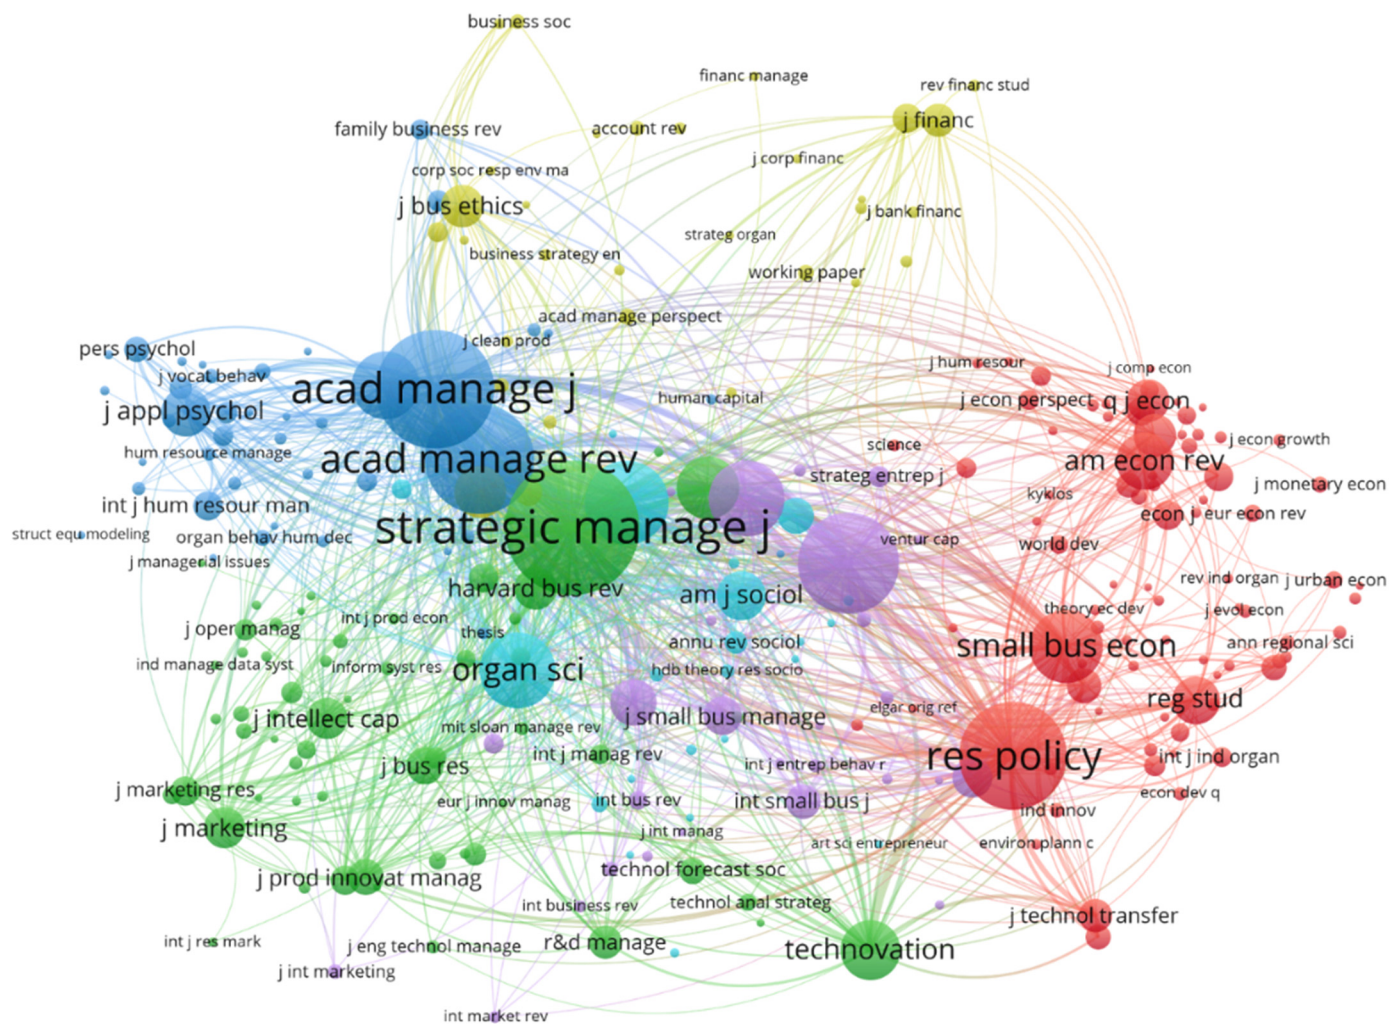 business soc
financ manage
rev financ stud
j financ
family business rev
account rev
j corp financ
corp soc resp env ma
j bus ethics
j bank financ
strateg organ
business strategy en
working paper
acad manage perspect
j clean prod
pers psychol
j hum resour
j comp econ
j vocat behav
acad manage j
human capital
j econ perspect
q j econ
j appl psychol
j econ growth
science
hum resource manage
acad manage rev
am econ rev
strateg entrep j
j monetary econ
kyklos
int j hum resour man
econ j
eur econ rev
strategic manage j
struct equ modeling
organ behav hum dec
ventur cap
world dev
j managerial issues
rev ind organ
j urban econ
harvard bus rev
am j sociol
theory ec dev
j evol econ
int j prod econ
j oper manag
thesis
annu rev sociol
small bus econ
ann regional sci
ind manage data syst
inform syst res
organ sci
hdb theory res socio
reg stud
elgar orig ref
j intellect cap
j small bus manage
mit sloan manage rev
int j manag rev
res policy
int j ind organ
j bus res
int j entrep behav r
j marketing res
econ dev q
eur j innov manag
int bus rev
int small bus j
ind innov
j marketing
j int manag
art sci entrepreneur
environ plann c
technol forecast soc
j prod innovat manag
int business rev
technol anal strateg
j technol transfer
int j res mark
j eng technol manage
r&d manage
technovation
j int marketing
int market rev